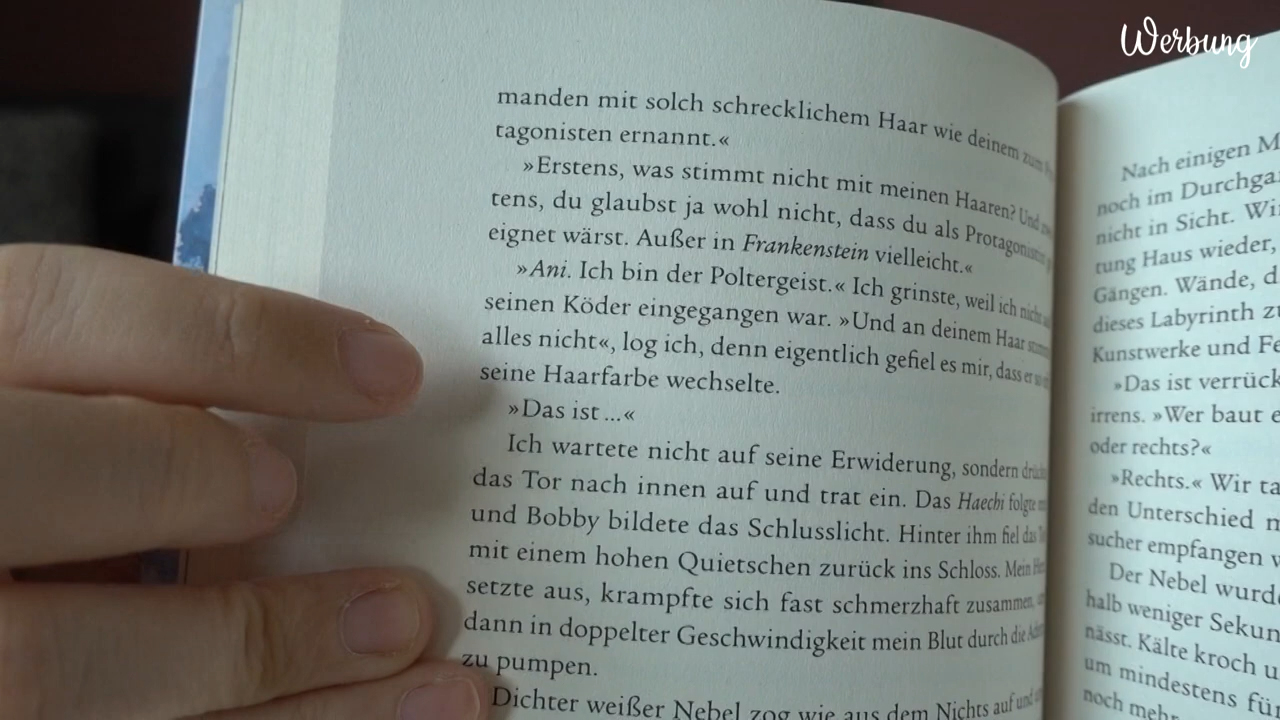 Werbung
manden mit solch schrecklichem Haar wie deinem zum
tagonisten ernannt.«
»Erstens, was stimmt nicht mit meinen Haaren? Und
tens, du glaubst ja wohl nicht, dass du als Protagonistin
eignet wärst. Außer in Frankenstein vielleicht.«
»Ani. Ich bin der Poltergeist.« Ich grinste, weil ich nicht
seinen Köder eingegangen war. »Und an deinem Haar
alles nicht«, log ich, denn eigentlich gefiel es mir, dass er so
seine Haarfarbe wechselte.
»Das ist ...«
Ich wartete nicht auf seine Erwiderung, sondern
das Tor nach innen auf und trat ein. Das Haechi folgte
und Bobby bildete das Schlusslicht. Hinter ihm fiel das
mit einem hohen Quietschen zurück ins Schloss. Mein
setzte aus, krampfte sich fast schmerzhaft zusammen,
dann in doppelter Geschwindigkeit mein Blut durch die
zu pumpen.
Dichter weißer Nebel zog wie aus dem Nichts auf und
Nach einigen M
noch im Durchga
nicht in Sicht.
tung Haus wieder,
Gängen. Wände, d
dieses Labyrinth
Kunstwerke und Fe
»Das ist verrück
irrens. »Wer baut e
oder rechts?«
»Rechts.« Wir ta
den Unterschied
sucher empfangen
Der Nebel wurde
halb weniger Sekun
nässt. Kälte kroch u
um mindestens für
noch mehr